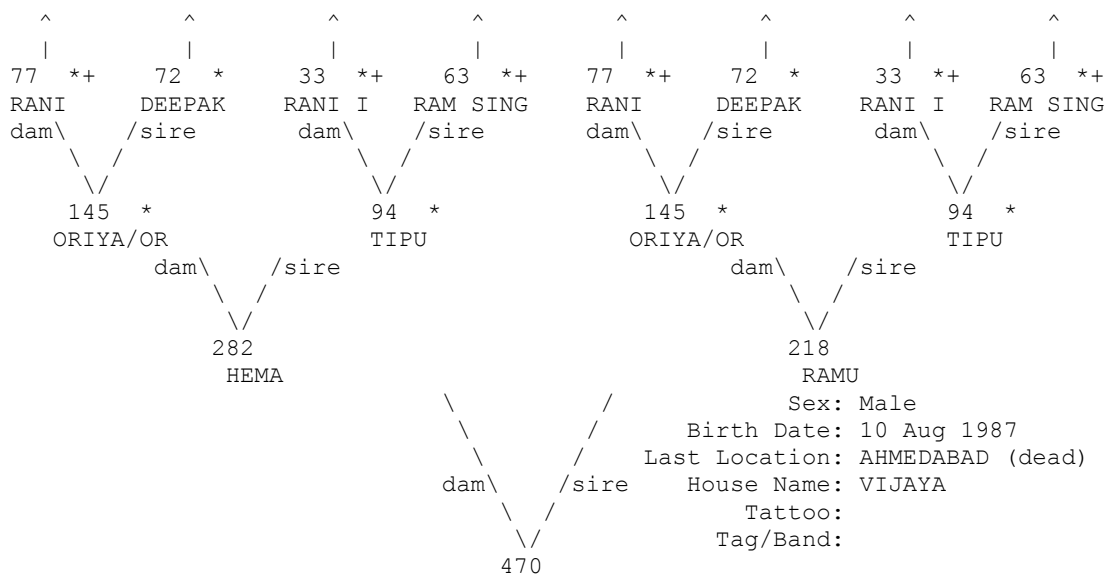 ^ ^ ^ ^ ^ ^ ^ ^
| | | | | | | |
77 *+ 72 * 33 *+ 63 *+ 77 *+ 72 * 33 *+ 63 *+
RANI DEEPAK RANI I RAM SING RANI DEEPAK RANI I RAM SING
dam\ /sire dam\ /sire dam\ /sire dam\ /sire
\ / \ / \ / \ /
\/ \/ \/ \/
145 * 94 * 145 * 94 *
ORIYA/OR TIPU ORIYA/OR TIPU
dam\ /sire dam\ /sire
\ / \ /
\/ \/
282 218
HEMA RAMU
\ / Sex: Male
\ / Birth Date: 10 Aug 1987
\ / Last Location: AHMEDABAD (dead)
dam\ /sire House Name: VIJAYA
\ / Tattoo:
\/ Tag/Band:
470